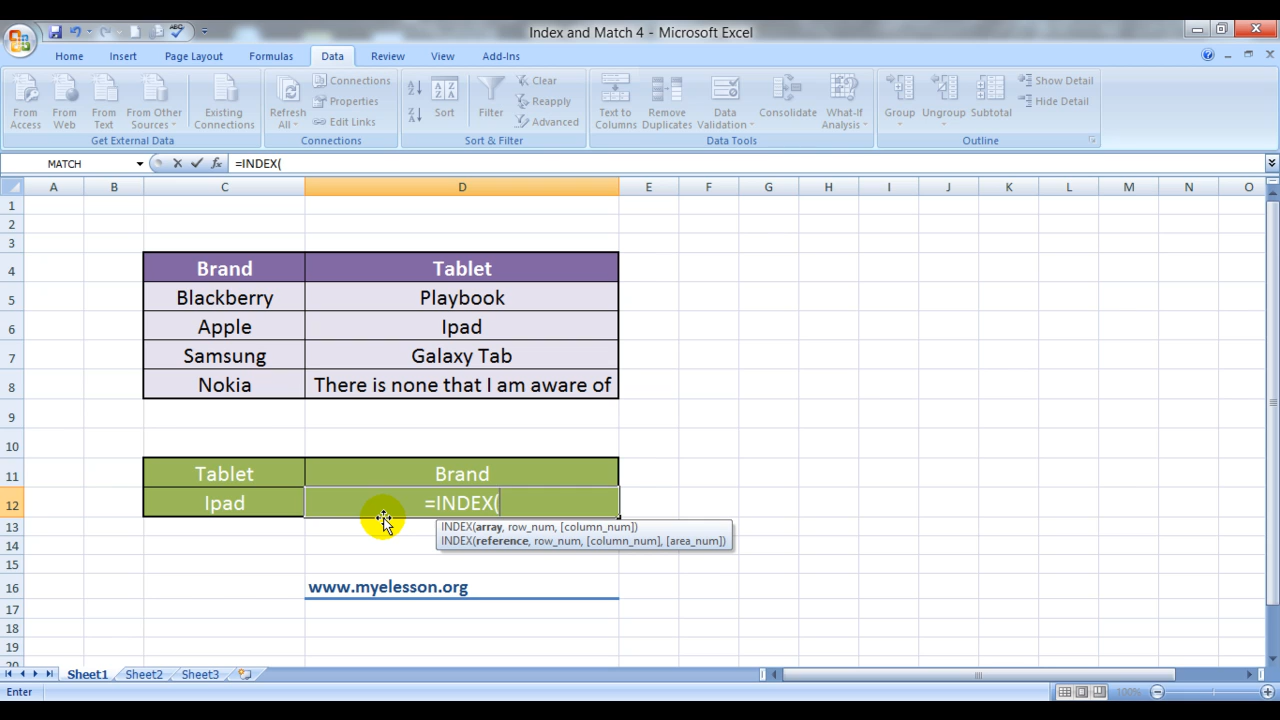 Index and Match 4 - Microsoft Excel
Home Insert Page Layout Formulas Data Review View Add-Ins
From Access
From Web
From Text
From Other Sources
Existing Connections
Get External Data
Refresh All
Connections
Properties
Edit Links
Connections
Sort
Filter
Clear
Reapply
Advanced
Sort & Filter
Text to Columns
Remove Duplicates
Data Validation
Consolidate
What-If Analysis
Data Tools
Group
Ungroup
Subtotal
Show Detail
Hide Detail
Outline
MATCH fx =INDEX(
A B C D E F G H I J K L M N O
1
2
3
4 Brand Tablet
5 Blackberry Playbook
6 Apple Ipad
7 Samsung Galaxy Tab
8 Nokia There is none that I am aware of
9
10
11 Tablet Brand
12 Ipad =INDEX(
INDEX(array, row_num, [column_num])
13
INDEX(reference, row_num, [column_num], [area_num])
14
15
16 www.myelesson.org
17
18
19
20
Sheet1 Sheet2 Sheet3
Enter 100%